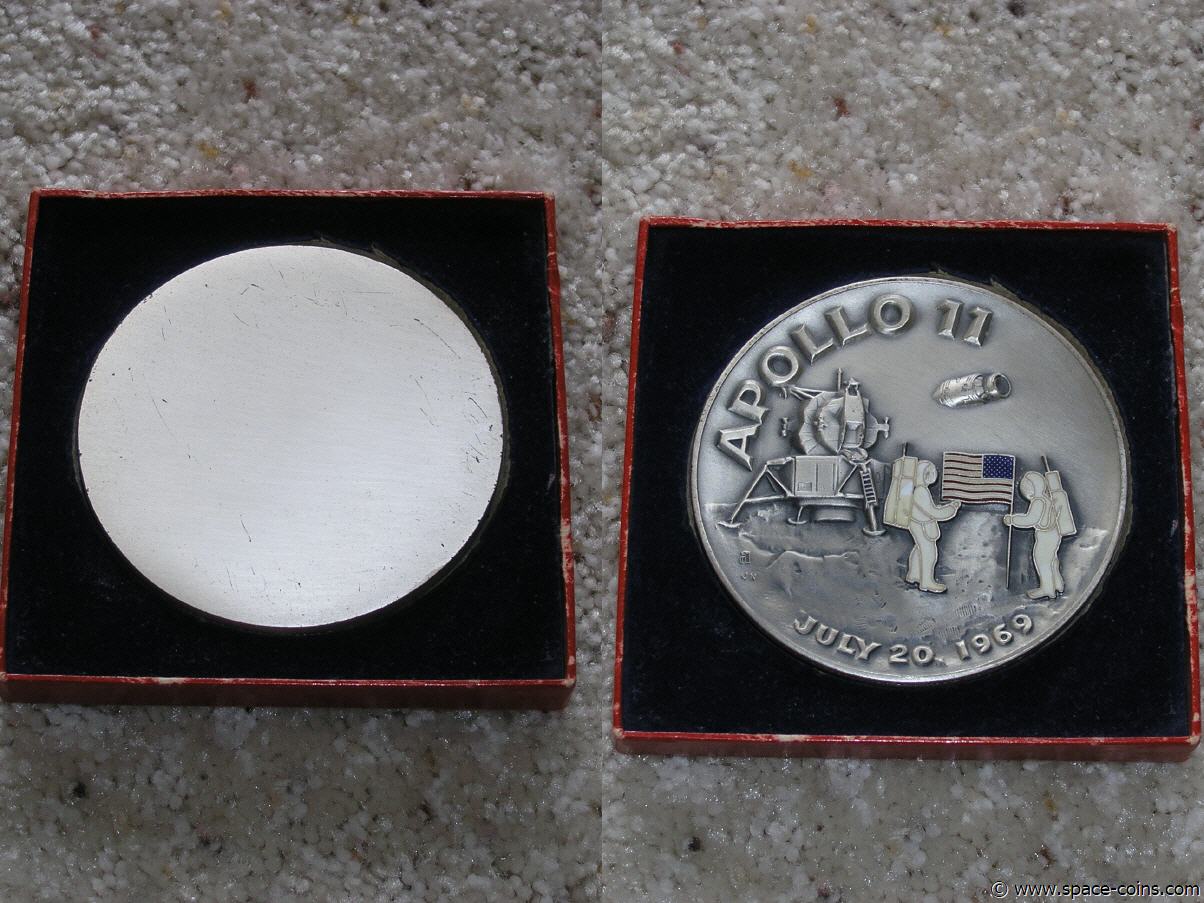 APOLLO 11
JULY 20, 1969
© www.space-coins.com